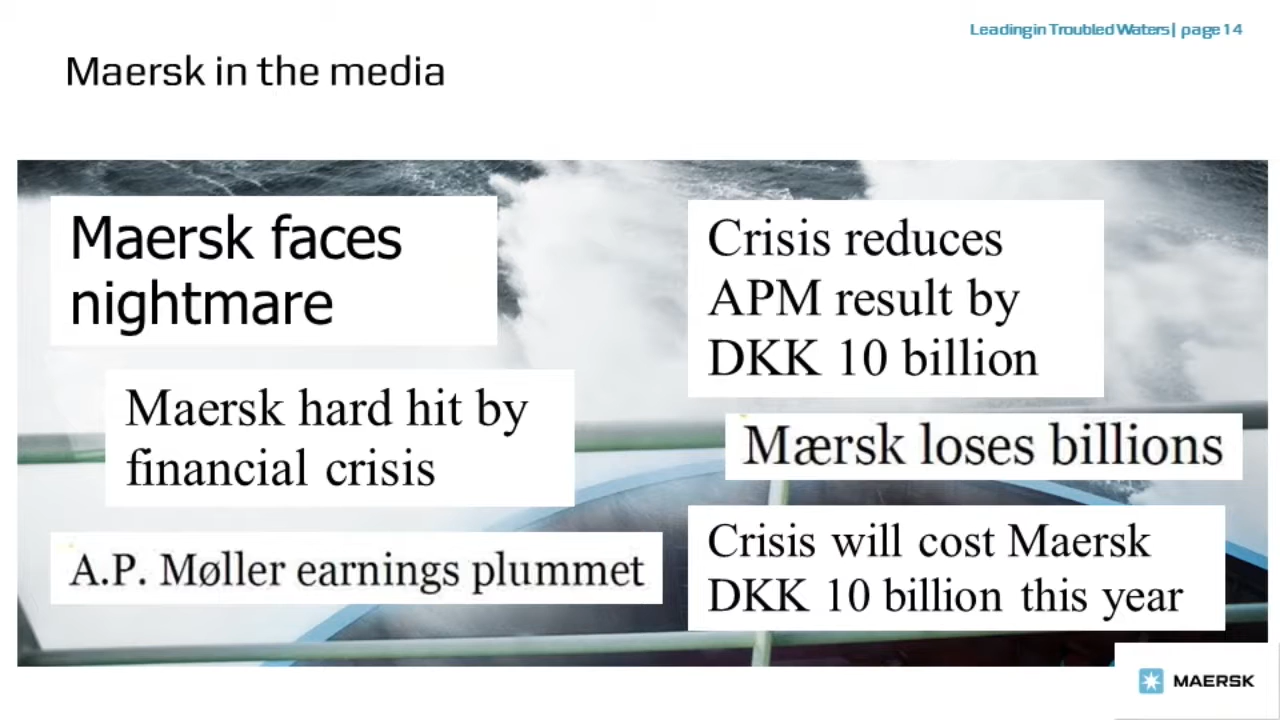 Leading in Troubled Waters | page 14
Maersk in the media
Maersk faces
nightmare
Maersk hard hit by
financial crisis
A.P. Møller earnings plummet
Crisis reduces
APM result by
DKK 10 billion
Mærsk loses billions
Crisis will cost Maersk
DKK 10 billion this year
MAERSK